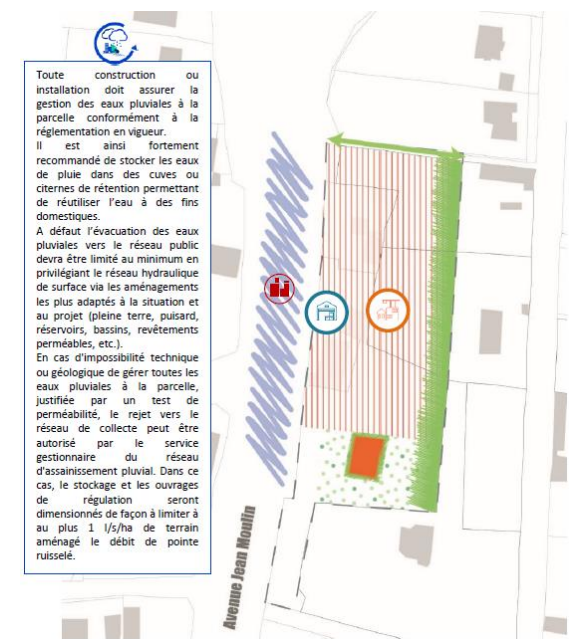 Toute construction ou
installation doit assurer la
gestion des eaux pluviales à la
parcelle conformément à la
réglementation en vigueur.
Il est ainsi fortement
recommandé de stocker les eaux
de pluie dans des cuves ou
citernes de rétention permettant
de réutiliser l'eau à des fins
domestiques.
A défaut l'évacuation des eaux
pluviales vers le réseau public
devra être limité au minimum en
privilégiant le réseau hydraulique
de surface via les aménagements
les plus adaptés à la situation et
au projet (pleine terre, puisard,
réservoirs, bassins, revêtements
perméables, etc.).
En cas d'impossibilité technique
ou géologique de gérer toutes les
eaux pluviales à la parcelle,
justifiée par un test de
perméabilité, le rejet vers le
réseau de collecte peut être
autorisé par le service
gestionnaire du réseau
d'assainissement pluvial. Dans ce
cas, le stockage et les ouvrages
de régulation seront
dimensionnés de façon à limiter à
au plus 1 l/s/ha de terrain
aménagé le débit de pointe
ruisselé.
Avenue Jean Moulin